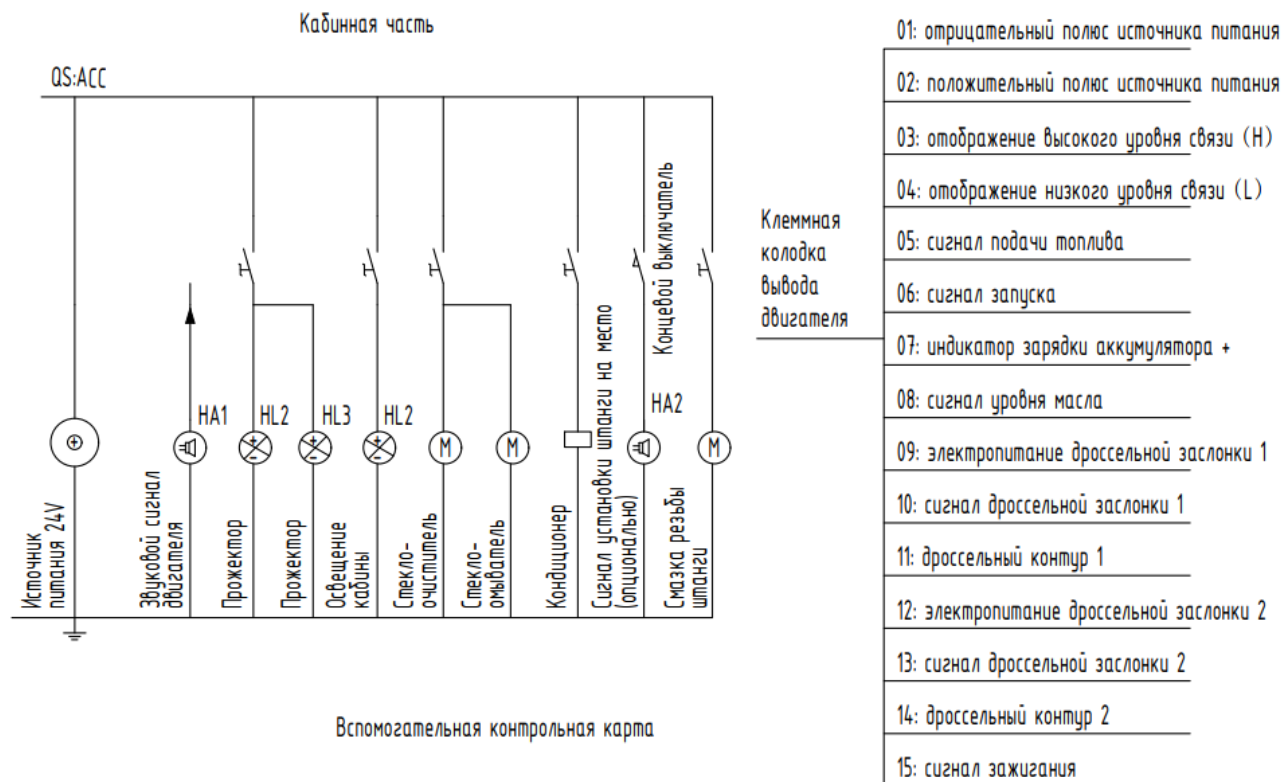 Кабинная часть
QS:ACC
HA1
HL2
HL3
HL2
HA2
M
M
M
Источник
питания 24V
Звуковой сигнал
двигателя
Прожектор
Прожектор
Освещение
кабины
Стекло-
очиститель
Стекло-
омыватель
Кондиционер
Сигнал установки штанги на место
(опционально)
Концевой выключатель
Смазка резьбы
штанги
Вспомогательная контрольная карта
Клеммная
колодка
вывода
двигателя
01: отрицательный полюс источника питания
02: положительный полюс источника питания
03: отображение высокого уровня связи (H)
04: отображение низкого уровня связи (L)
05: сигнал подачи топлива
06: сигнал запуска
07: индикатор зарядки аккумулятора +
08: сигнал уровня масла
09: электропитание дроссельной заслонки 1
10: сигнал дроссельной заслонки 1
11: дроссельный контур 1
12: электропитание дроссельной заслонки 2
13: сигнал дроссельной заслонки 2
14: дроссельный контур 2
15: сигнал зажигания